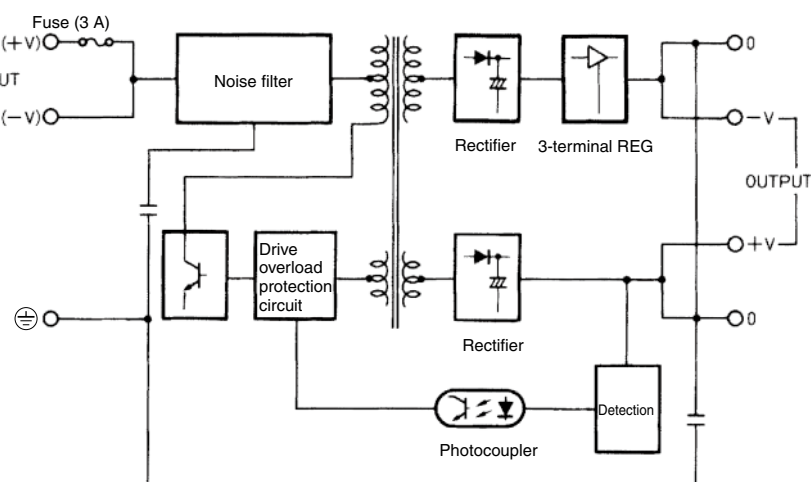 Fuse (3 A)
(+V)
UT
(−V)
Noise filter
Rectifier
3-terminal REG
0
−V
OUTPUT
+V
0
Drive
overload
protection
circuit
Rectifier
Detection
Photocoupler